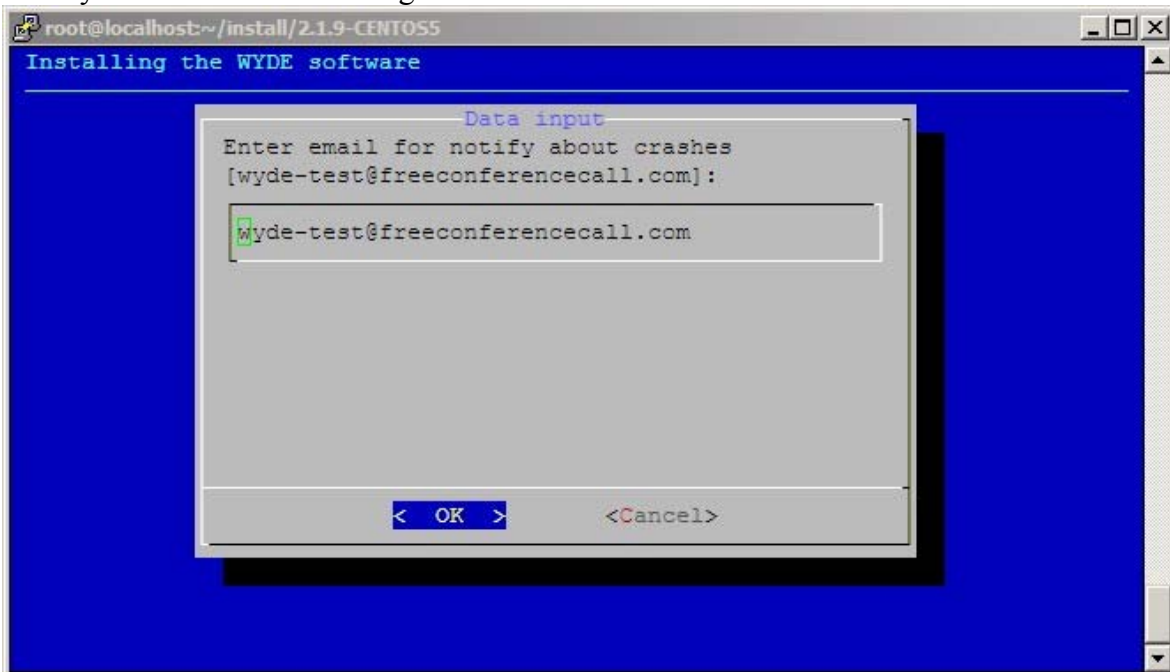 root@localhost:~/install/2.1.9-CENTOS5
Installing the WYDE software
Data input
Enter email for notify about crashes
[wyde-test@freeconferencecall.com]:
wyde-test@freeconferencecall.com
< OK > <Cancel>